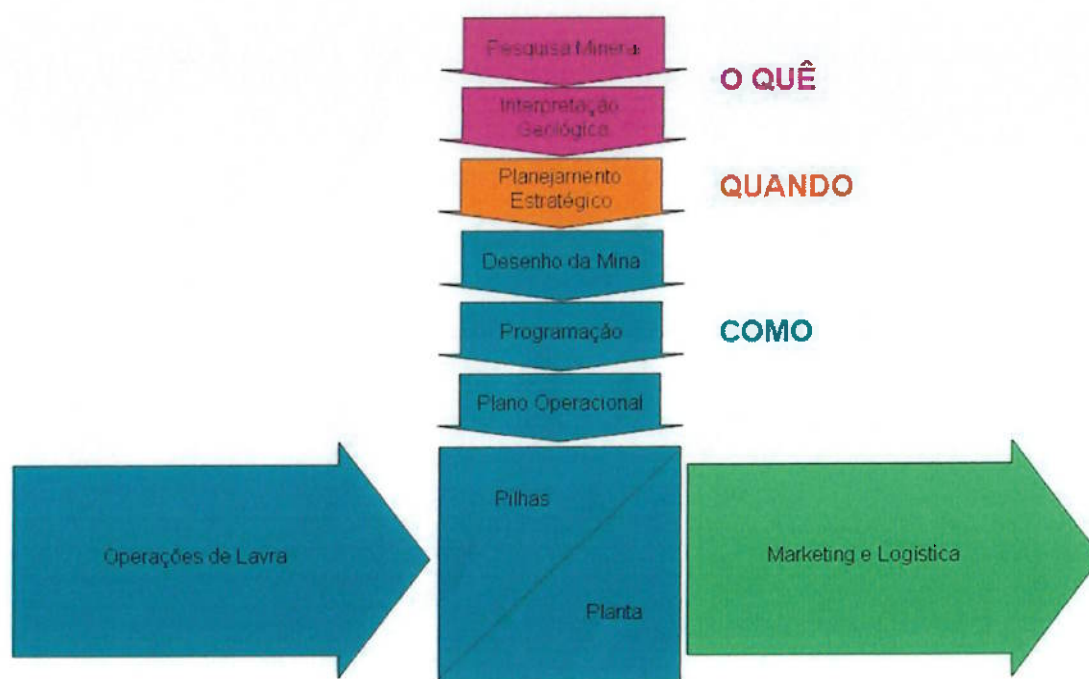 Pesquisa Mineral
O QUÊ
Interpretação
Geológica
Planejamento
Estratégico
QUANDO
Desenho da Mina
Programação
COMO
Plano Operacional
Pilhas
Operações de Lavra
Marketing e Logística
Planta